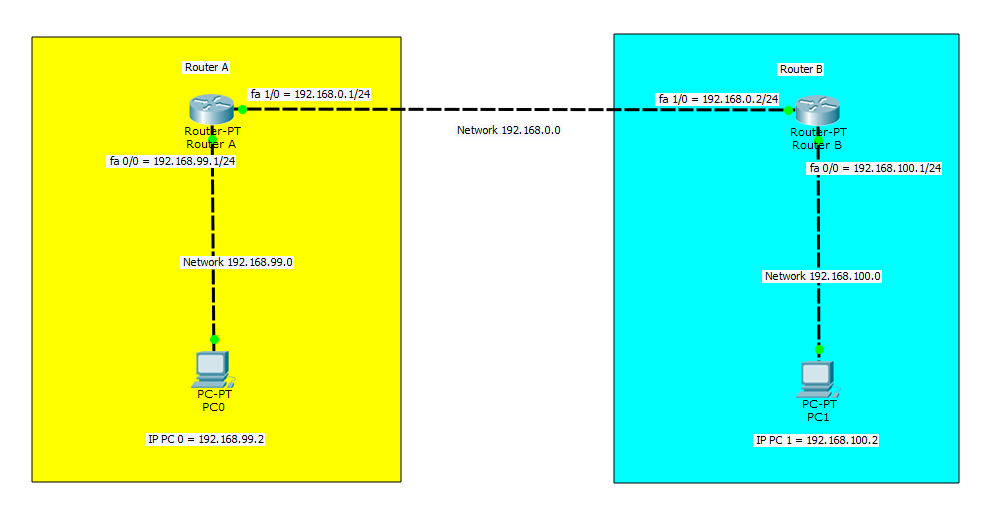 Router A
fa 1/0 = 192.168.0.1/24
Router-PT
Router A
fa 0/0 = 192.168.99.1/24
Network 192.168.99.0
PC-PT
PC0
IP PC 0 = 192.168.99.2
Network 192.168.0.0
Router B
fa 1/0 = 192.168.0.2/24
Router-PT
Router B
fa 0/0 = 192.168.100.1/24
Network 192.168.100.0
PC-PT
PC1
IP PC 1 = 192.168.100.2